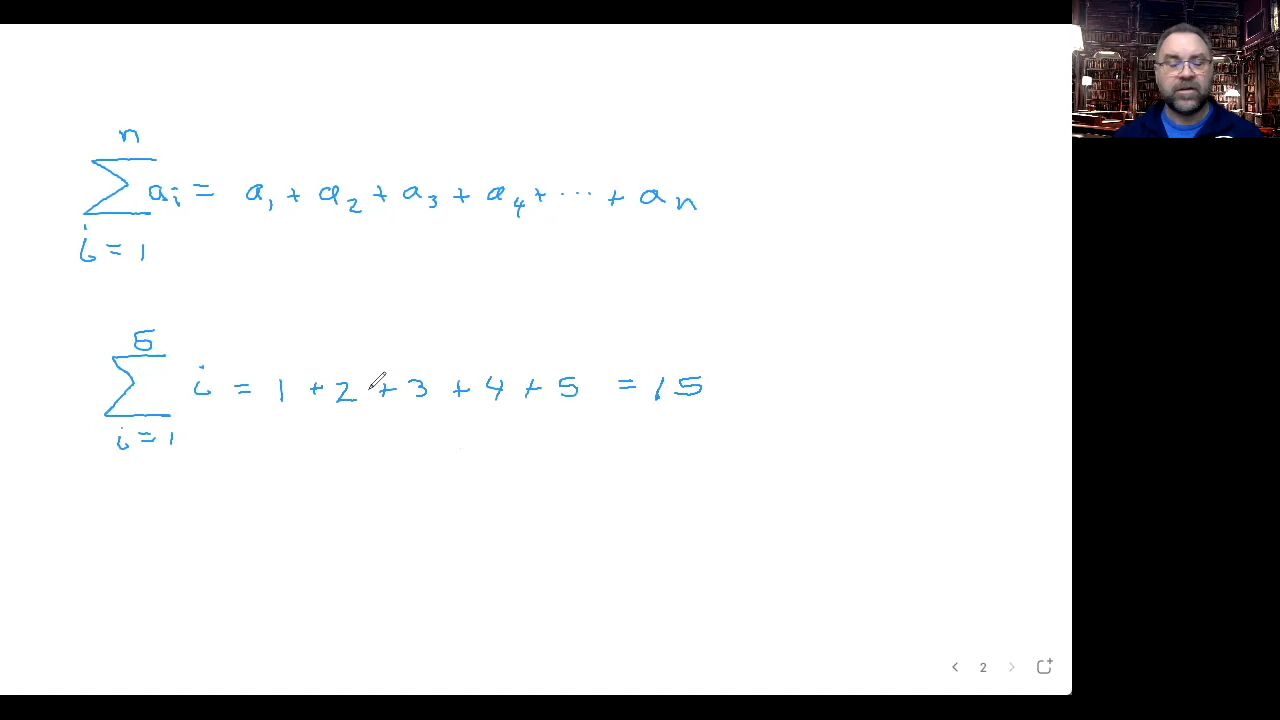 n
∑ aᵢ = a₁ + a₂ + a₃ + a₄ + ⋯ + aₙ
i = 1
5
∑ i = 1 + 2 + 3 + 4 + 5 = 15
i = 1
2